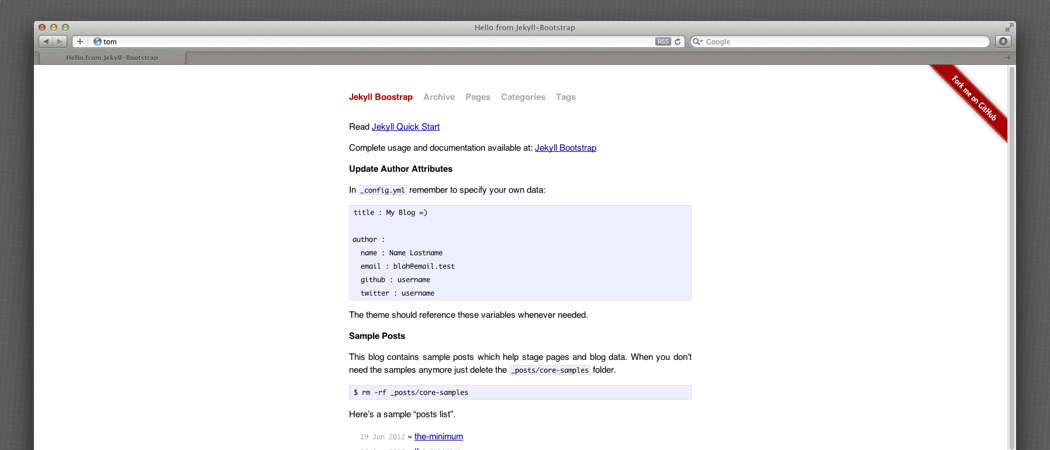 Hello from Jekyll-Bootstrap
tom
RSS
Google
Hello from Jekyll-Bootstrap
Fork me on GitHub
Jekyll Boostrap Archive Pages Categories Tags
Read Jekyll Quick Start
Complete usage and documentation available at: Jekyll Bootstrap
Update Author Attributes
In _config.yml remember to specify your own data:
title : My Blog =)
author :
name : Name Lastname
email : blah@email.test
github : username
twitter : username
The theme should reference these variables whenever needed.
Sample Posts
This blog contains sample posts which help stage pages and blog data. When you don’t
need the samples anymore just delete the _posts/core-samples folder.
$ rm -rf _posts/core-samples
Here’s a sample “posts list”.
19 Jan 2012 » the-minimum